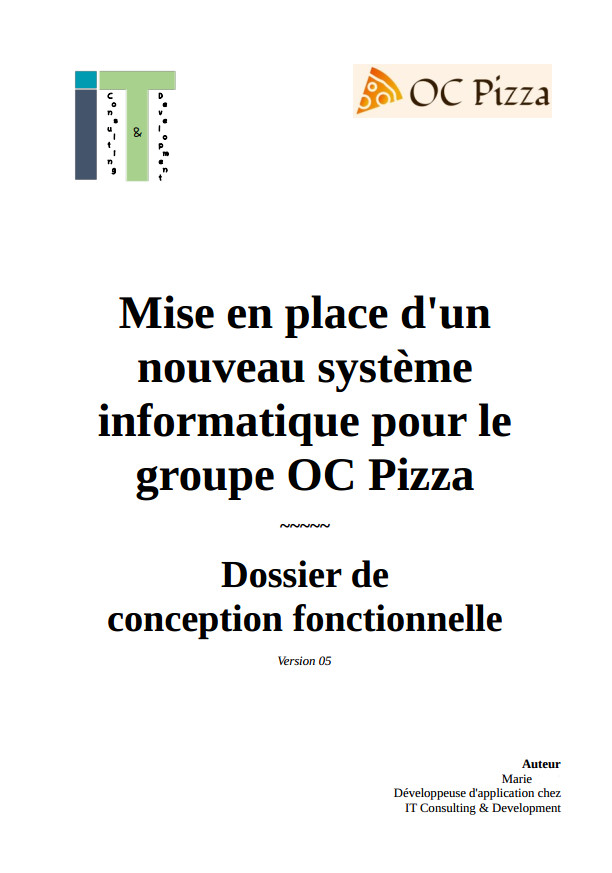 Consulting
&
Development
OC Pizza
Mise en place d'un
nouveau système
informatique pour le
groupe OC Pizza
~~~~~
Dossier de
conception fonctionnelle
Version 05
Auteur
Marie
Développeuse d'application chez
IT Consulting & Development